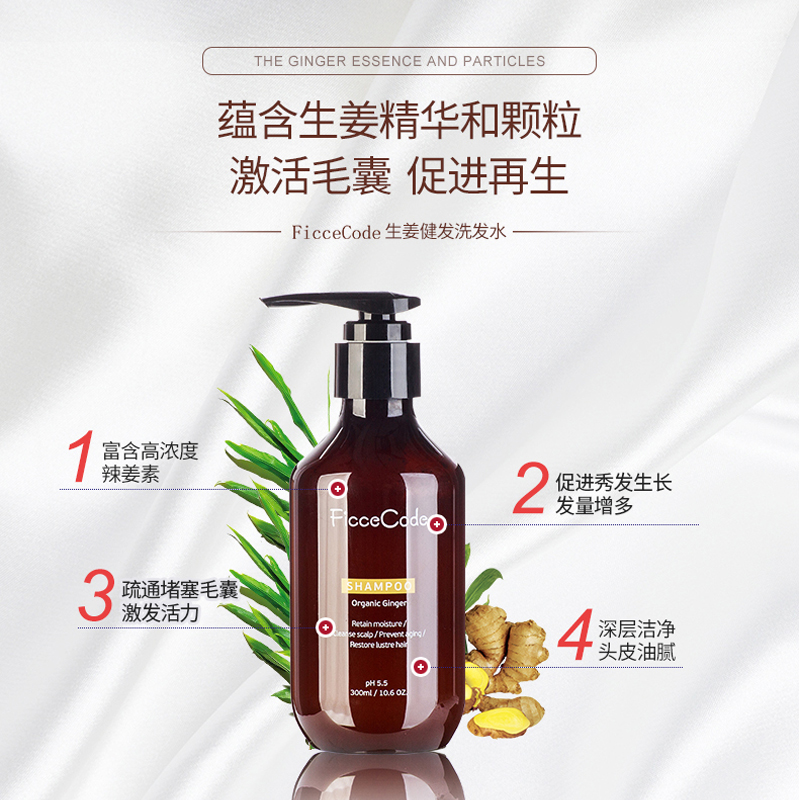 THE GINGER ESSENCE AND PARTICLES
蕴含生姜精华和颗粒
激活毛囊 促进再生
FicceCode 生姜健发洗发水
1 富含高浓度
辣姜素
2 促进秀发生长
发量增多
3 疏通堵塞毛囊
激发活力
4 深层洁净
头皮油腻
FicceCode
SHAMPOO
Organic Ginger
Retain moisture /
scalp / Prevent aging /
Restore lustre hair
pH 5.5
300ml / 10.6 OZ.